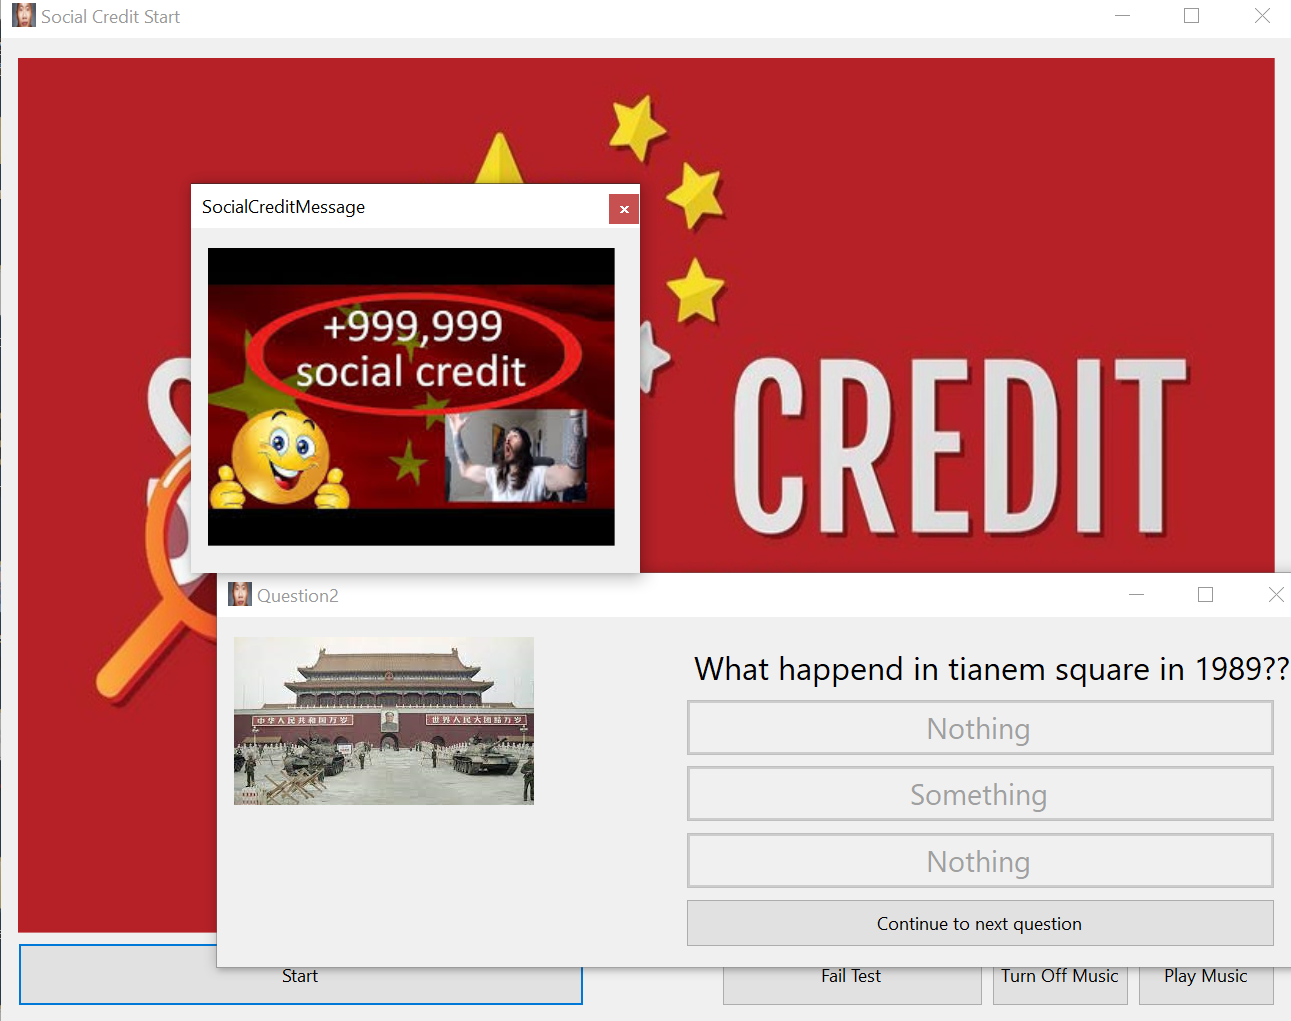 Social Credit Start
CREDIT
SocialCreditMessage
+999,999
social credit
Question2
中华人民共和国万岁
世界人民大团结万岁
What happend in tianem square in 1989??
Nothing
Something
Nothing
Continue to next question
Start
Fail Test
Turn Off Music
Play Music